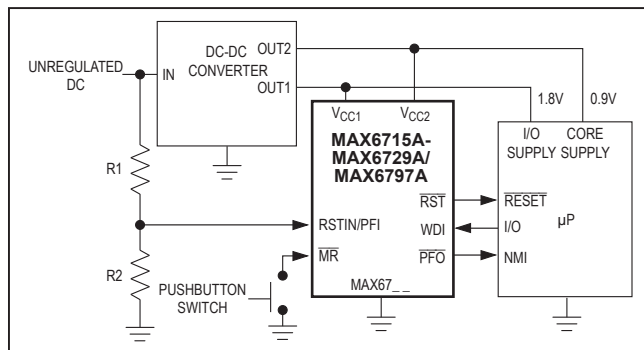 UNREGULATED
DC
IN
DC-DC
CONVERTER
OUT2
OUT1
1.8V
0.9V
VCC1
VCC2
MAX6715A-
MAX6729A/
MAX6797A
I/O
SUPPLY
CORE
SUPPLY
R1
RST
RESET
RSTIN/PFI
WDI
I/O
µP
MR
PFO
NMI
R2
PUSHBUTTON
SWITCH
MAX67_ _